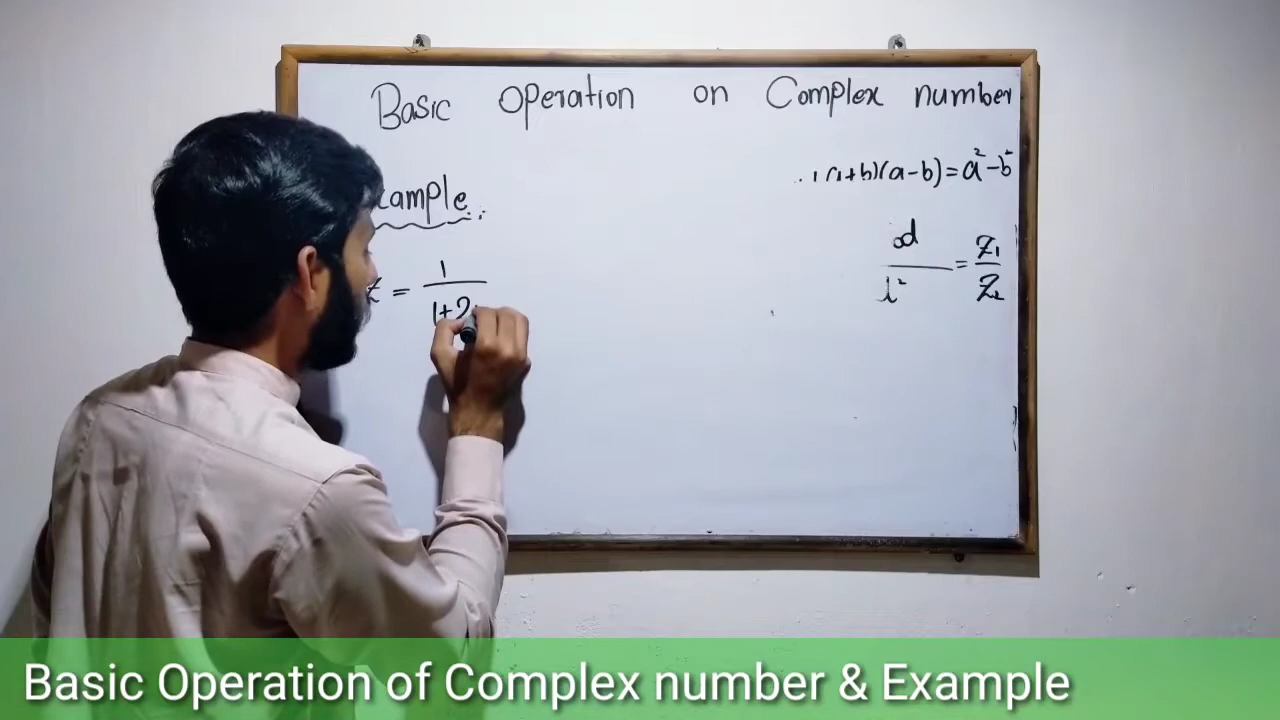 Basic Operation on Complex number
(a-b) = a² - b²
ample
Z₁
z = 1
1+2
Z₂
Basic Operation of Complex number & Example